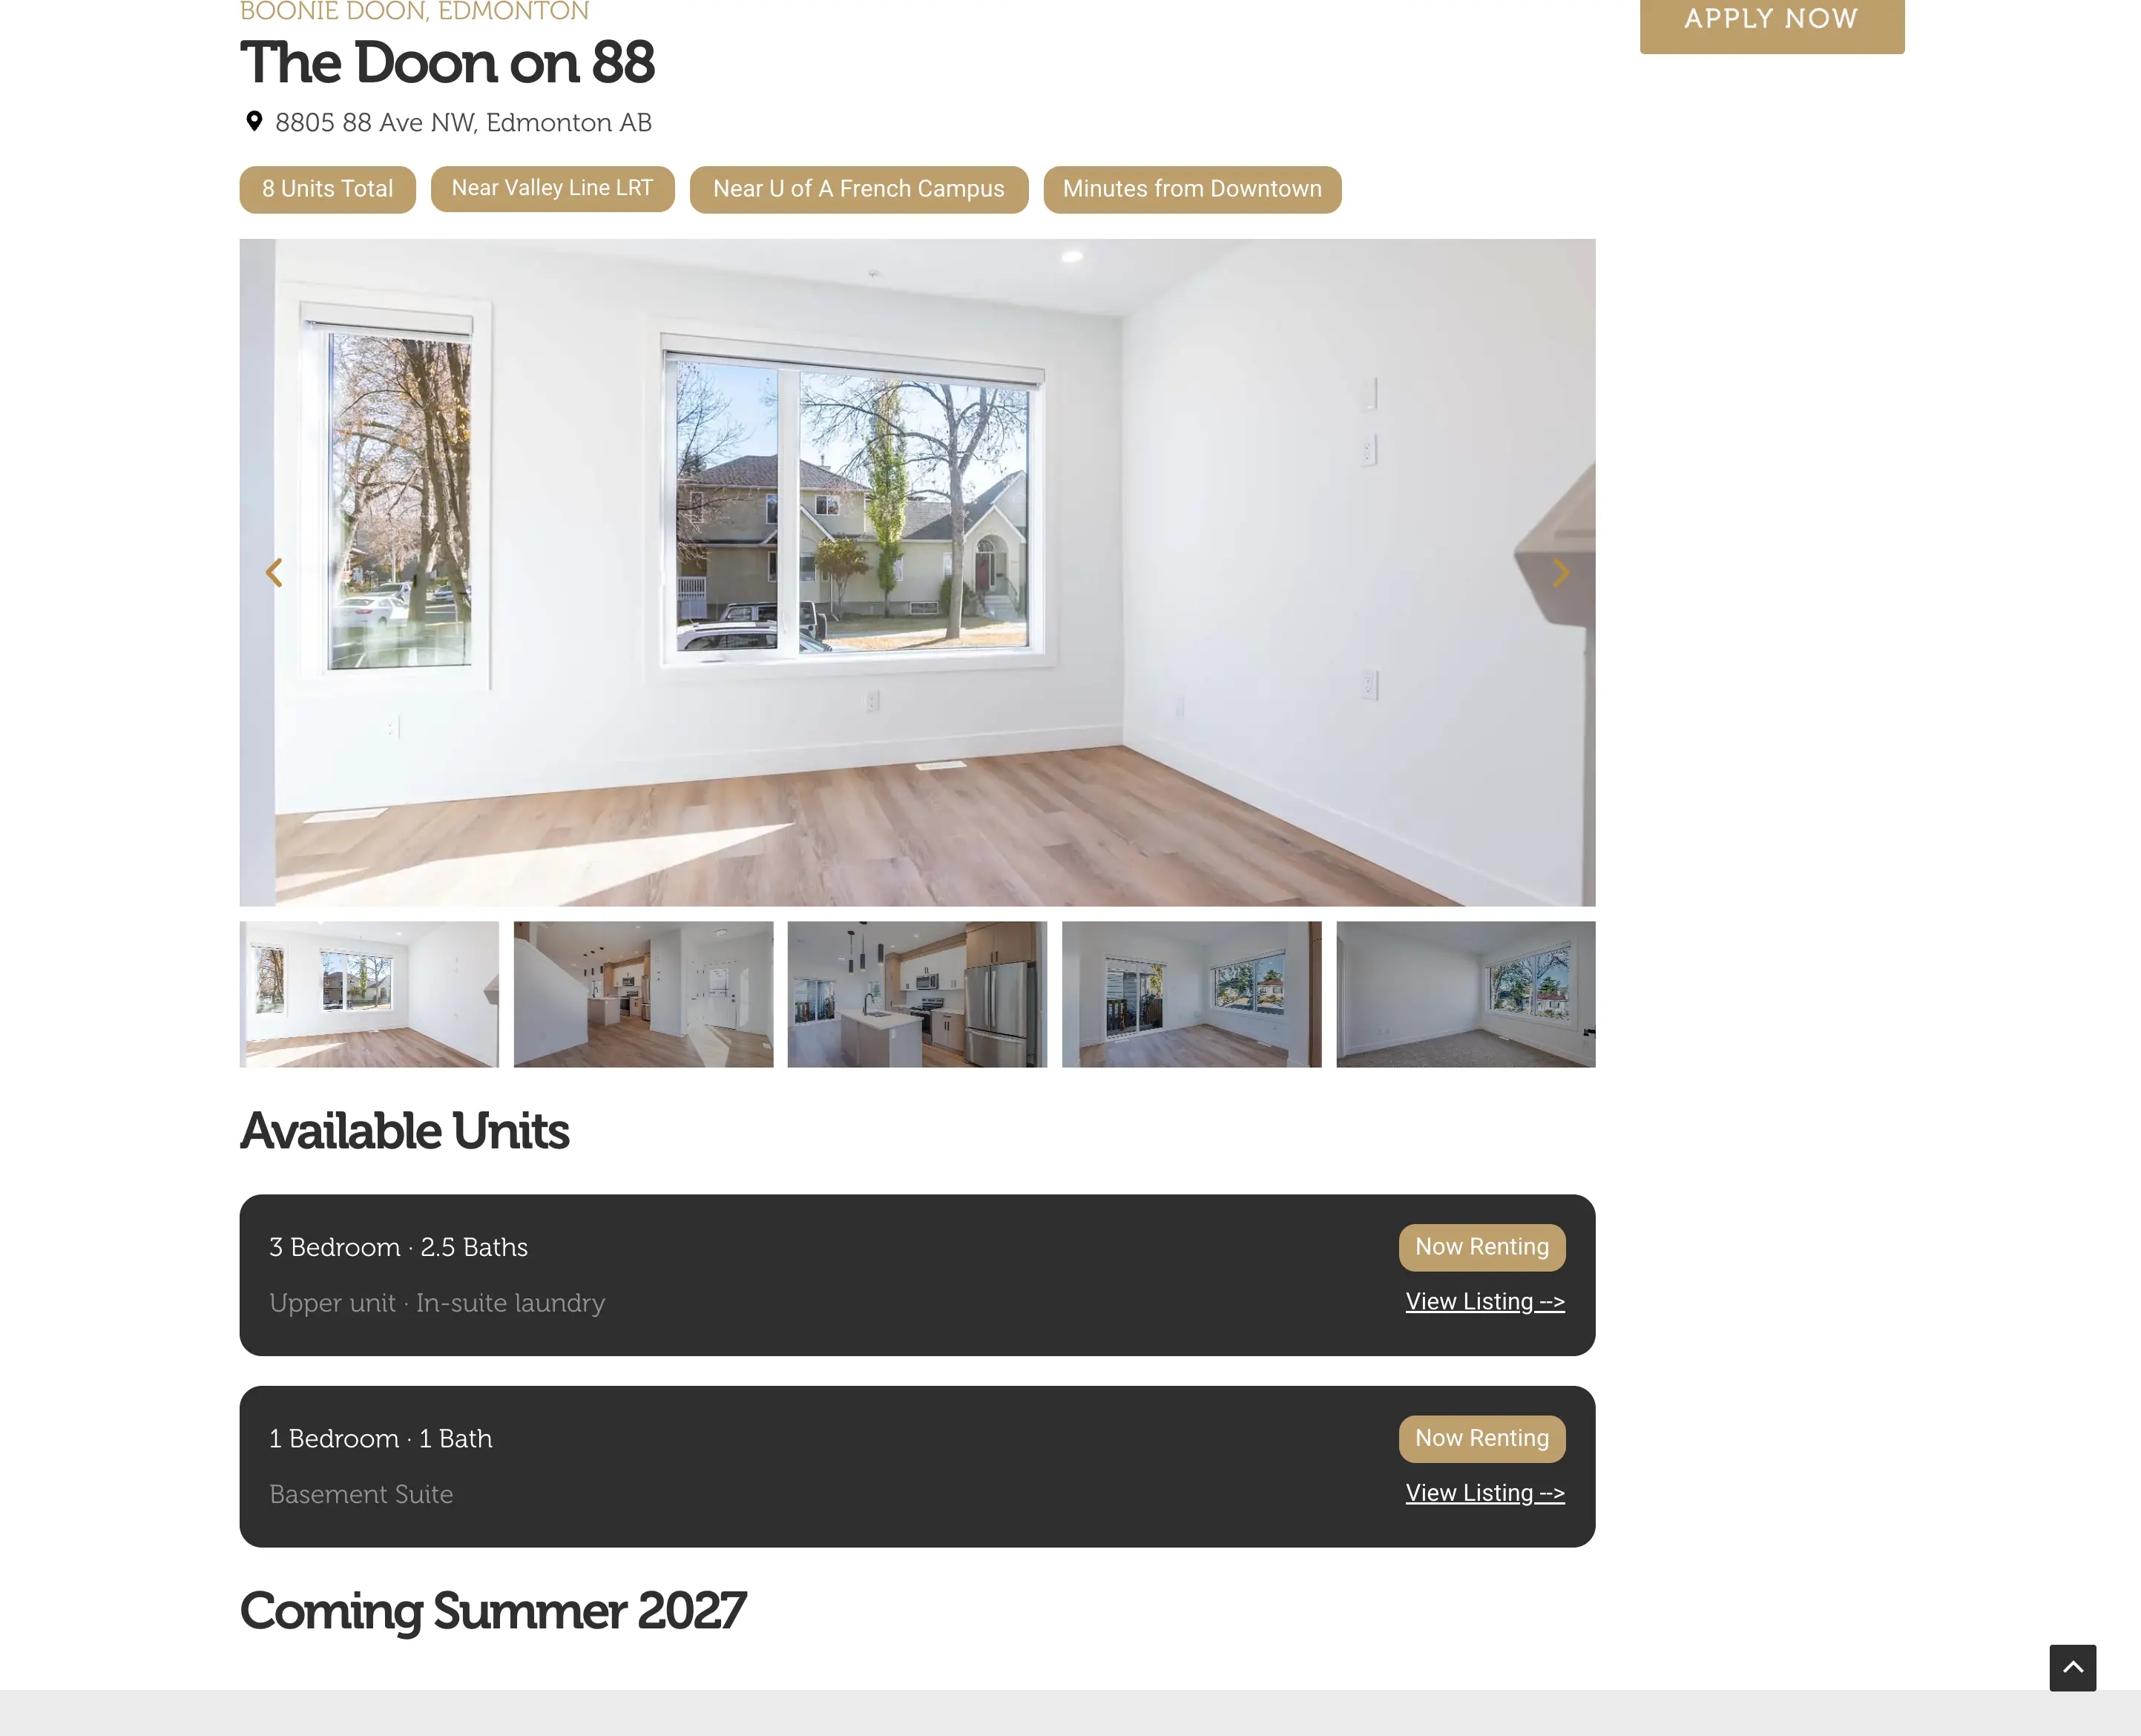 BOONIE DOON, EDMONTON
APPLY NOW
The Doon on 88
8805 88 Ave NW, Edmonton AB
8 Units Total
Near Valley Line LRT
Near U of A French Campus
Minutes from Downtown
Available Units
3 Bedroom · 2.5 Baths
Now Renting
Upper unit · In-suite laundry
View Listing -->
1 Bedroom · 1 Bath
Now Renting
Basement Suite
View Listing -->
Coming Summer 2027